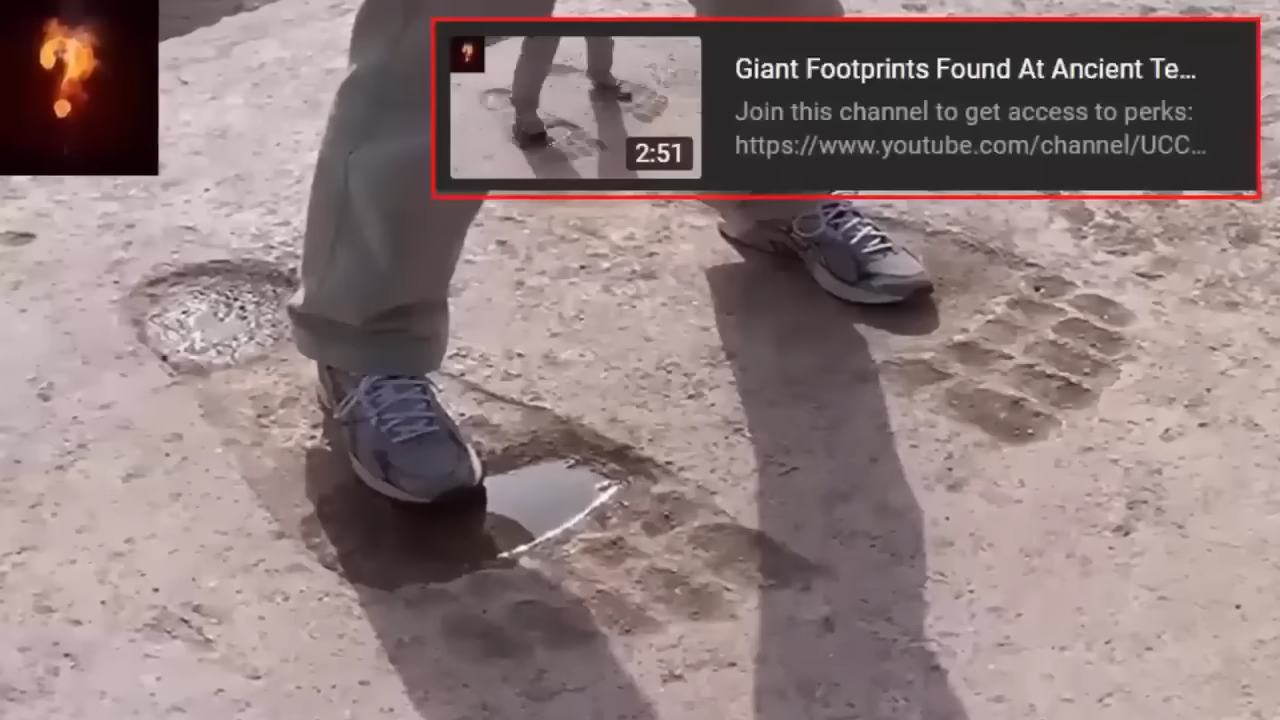 Giant Footprints Found At Ancient Te...
Join this channel to get access to perks:
https://www.youtube.com/channel/UCC...
2:51